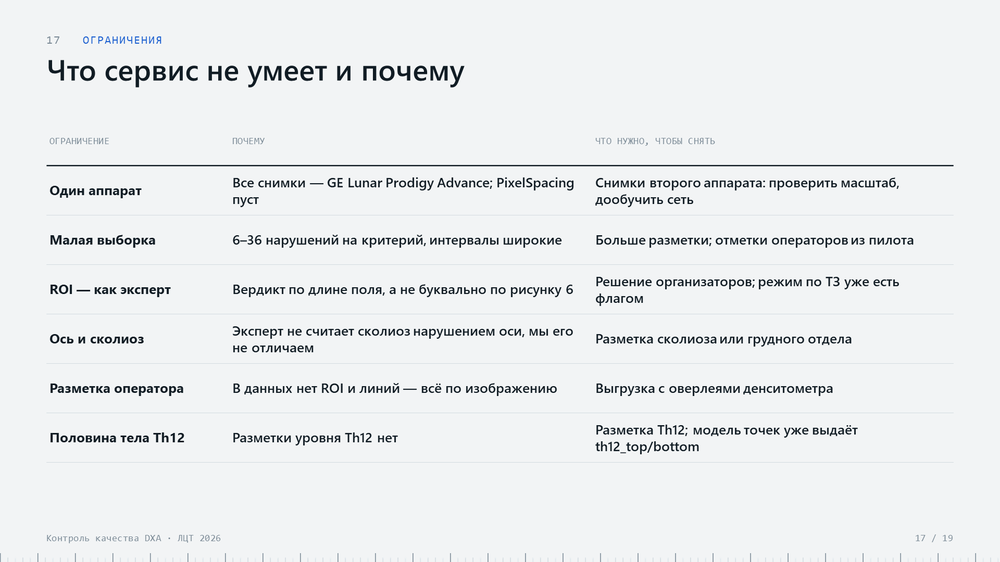 17 ОГРАНИЧЕНИЯ
Что сервис не умеет и почему
ОГРАНИЧЕНИЕ ПОЧЕМУ ЧТО НУЖНО, ЧТОБЫ СНЯТЬ
Один аппарат
Все снимки — GE Lunar Prodigy Advance; PixelSpacing
пуст
Снимки второго аппарата: проверить масштаб,
дообучить сеть
Малая выборка
6–36 нарушений на критерий, интервалы широкие
Больше разметки; отметки операторов из пилота
ROI — как эксперт
Вердикт по длине поля, а не буквально по рисунку 6
Решение организаторов; режим по ТЗ уже есть
флагом
Ось и сколиоз
Эксперт не считает сколиоз нарушением оси, мы его
не отличаем
Разметка сколиоза или грудного отдела
Разметка оператора
В данных нет ROI и линий — всё по изображению
Выгрузка с оверлеями денситометра
Половина тела Th12
Разметки уровня Th12 нет
Разметка Th12; модель точек уже выдаёт
th12_top/bottom
Контроль качества DXA · ЛЦТ 2026
17 / 19